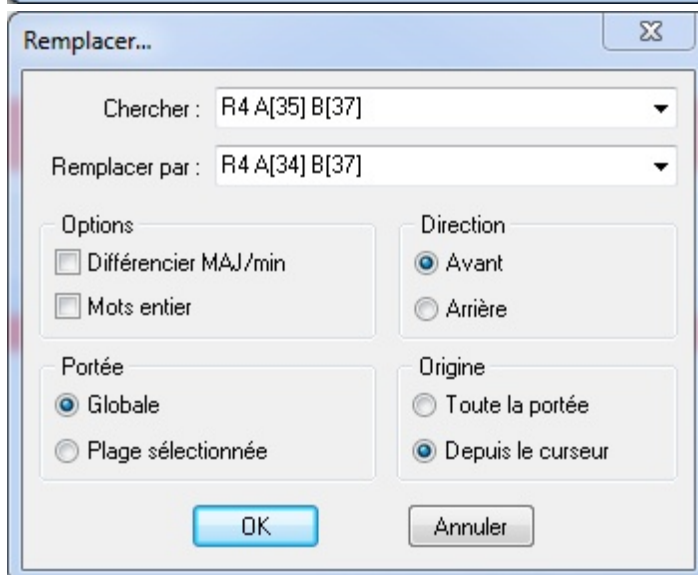 Remplacer...
Chercher : R4 A[35] B[37]
Remplacer par : R4 A[34] B[37]
Options
Différencier MAJ/min
Mots entier
Direction
Avant
Arrière
Portée
Globale
Plage sélectionnée
Origine
Toute la portée
Depuis le curseur
OK
Annuler